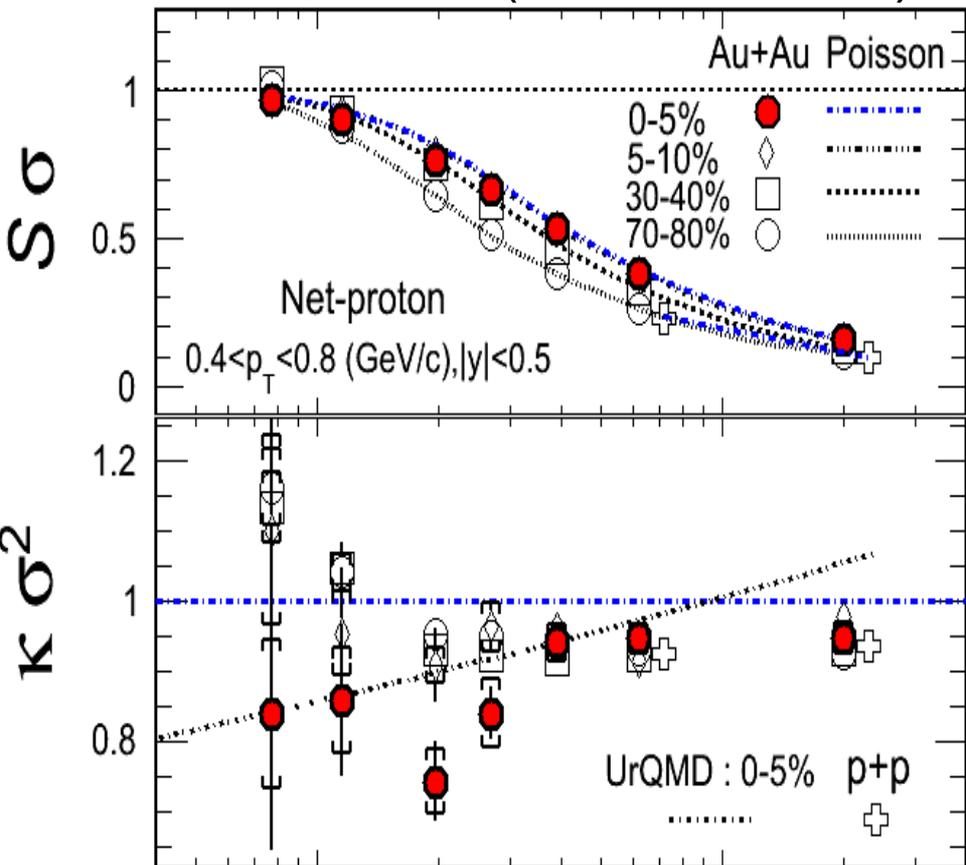 Au+Au Poisson
0-5%
5-10%
30-40%
70-80%
S σ
1
0.5
0
Net-proton
0.4<p_T<0.8 (GeV/c),|y|<0.5
κ σ²
1.2
1
0.8
UrQMD : 0-5% p+p